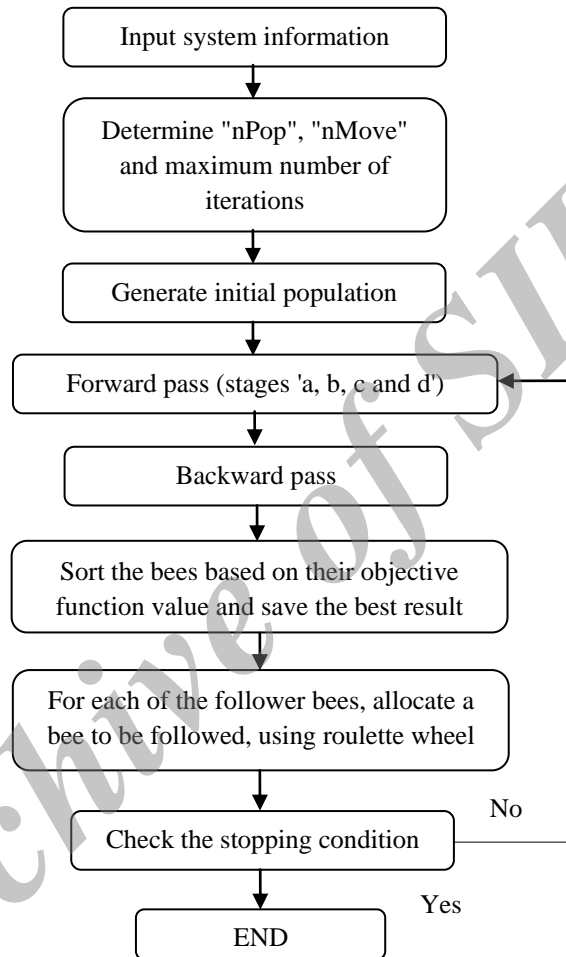 Input system information
Determine "nPop", "nMove"
and maximum number of
iterations
Generate initial population
Forward pass (stages 'a, b, c and d')
Backward pass
Sort the bees based on their objective
function value and save the best result
For each of the follower bees, allocate a
bee to be followed, using roulette wheel
Check the stopping condition
No
Yes
END